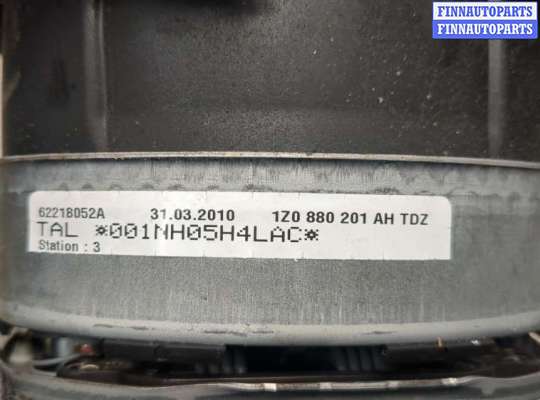 FINNAUTOPARTS
FINNAUTOPARTS
62218052A 31.03.2010 1Z0 880 201 AH TDZ
TAL *001NH05H4LAC*
Station : 3